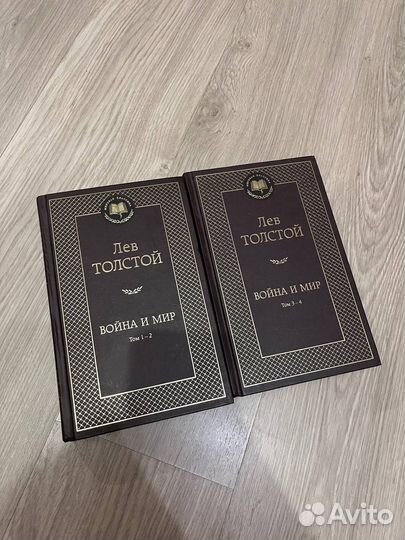 Лев
ТОЛСТОЙ
ВОЙНА И МИР
Том 1–2
Лев
ТОЛСТОЙ
ВОЙНА И МИР
Том 3–4
Avito